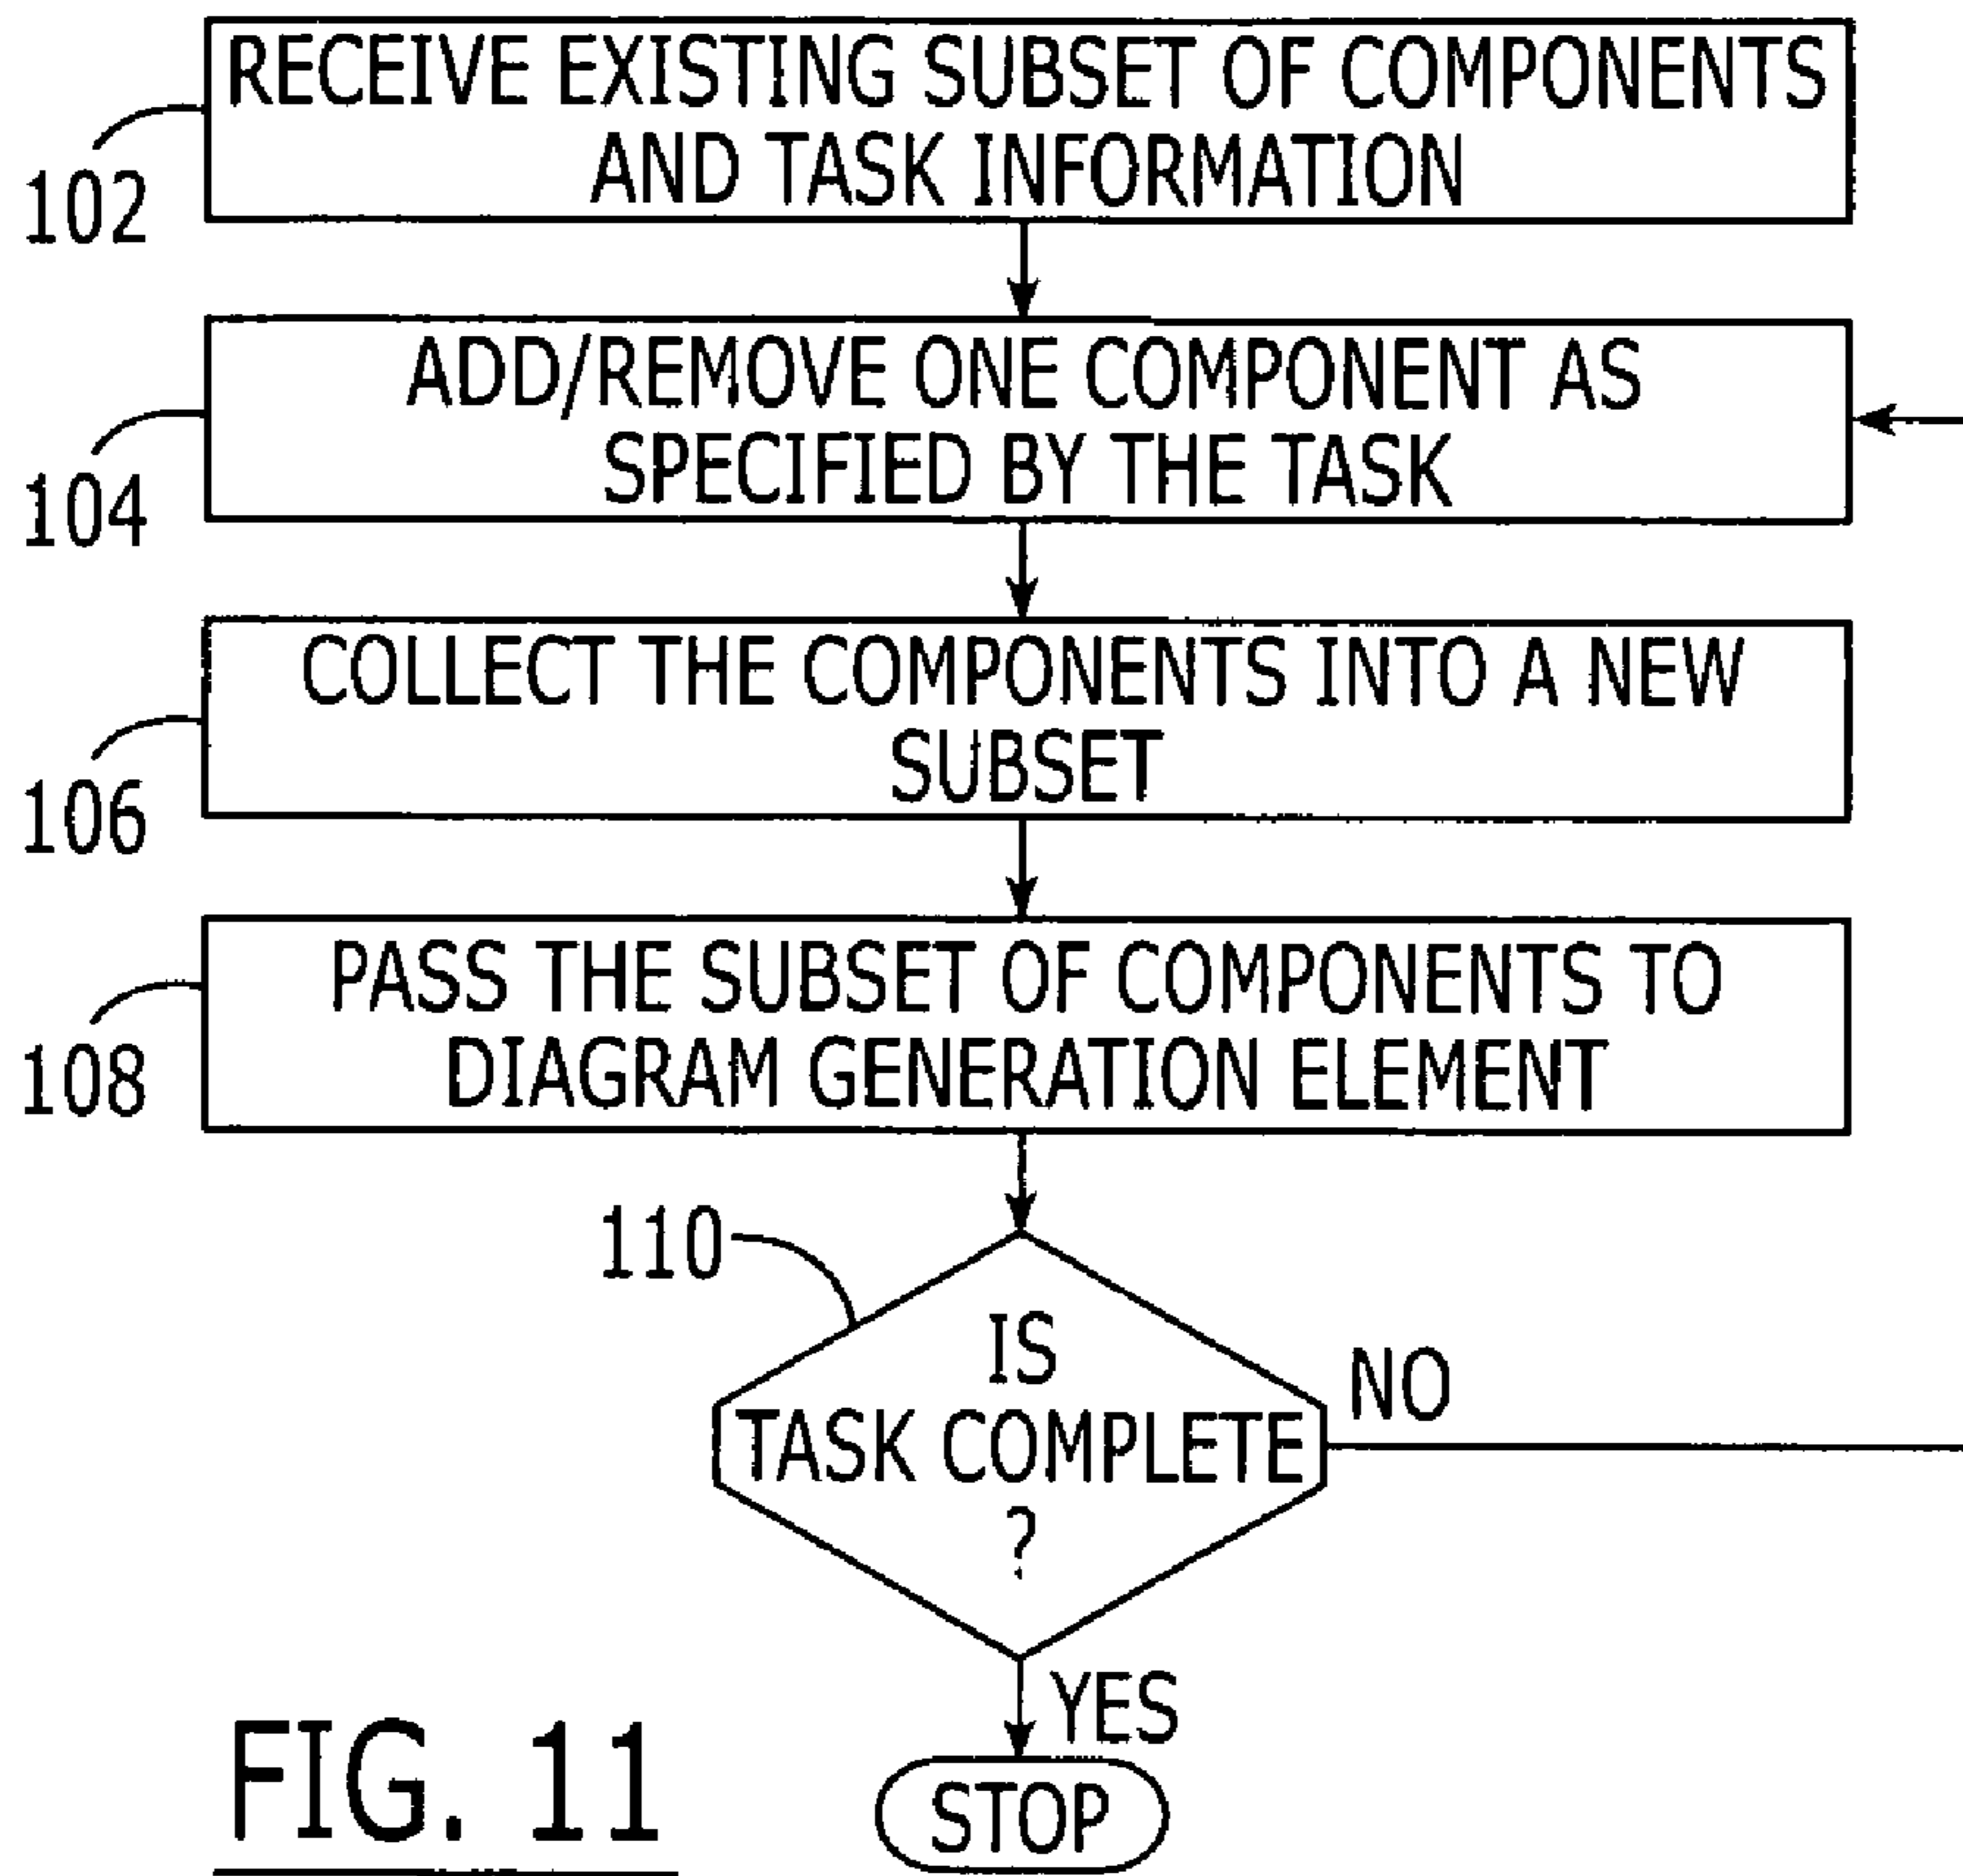 RECEIVE EXISTING SUBSET OF COMPONENTS
AND TASK INFORMATION
102
ADD/REMOVE ONE COMPONENT AS
SPECIFIED BY THE TASK
104
COLLECT THE COMPONENTS INTO A NEW
SUBSET
106
PASS THE SUBSET OF COMPONENTS TO
DIAGRAM GENERATION ELEMENT
108
110
IS
TASK COMPLETE
?
NO
YES
STOP
FIG. 11